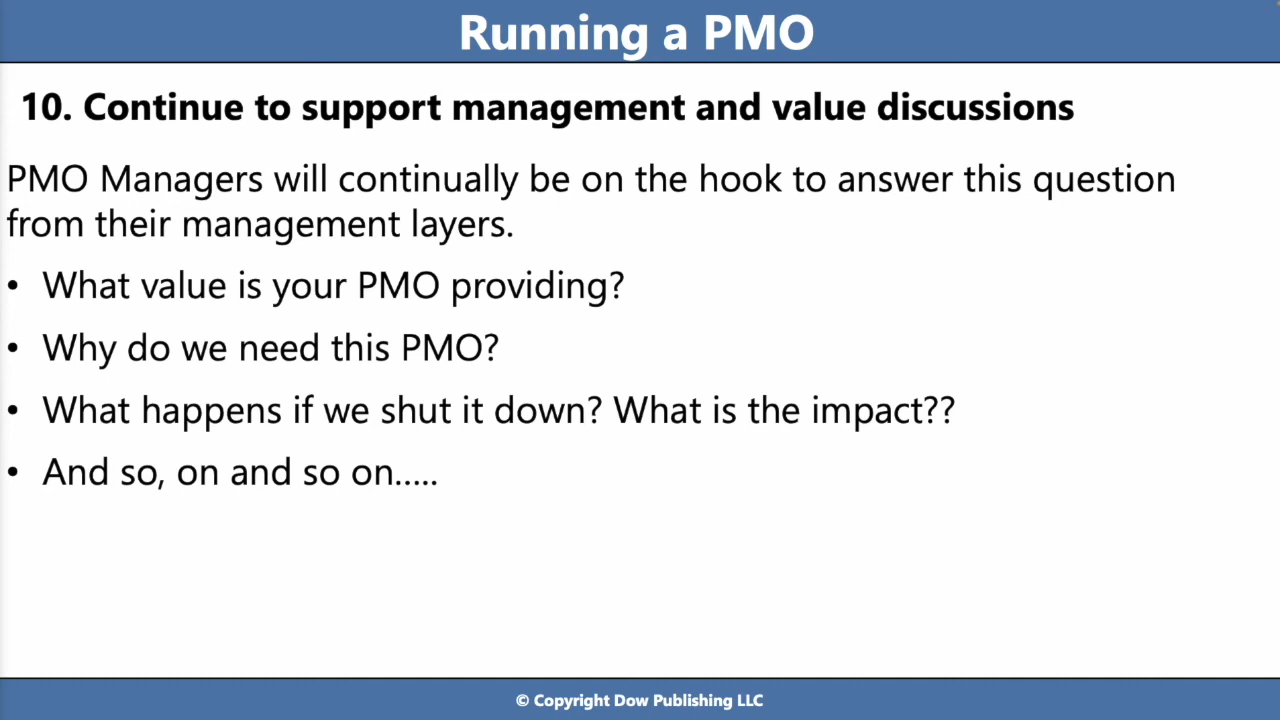 Running a PMO
10. Continue to support management and value discussions
PMO Managers will continually be on the hook to answer this question
from their management layers.
• What value is your PMO providing?
• Why do we need this PMO?
• What happens if we shut it down? What is the impact??
• And so, on and so on…..
© Copyright Dow Publishing LLC